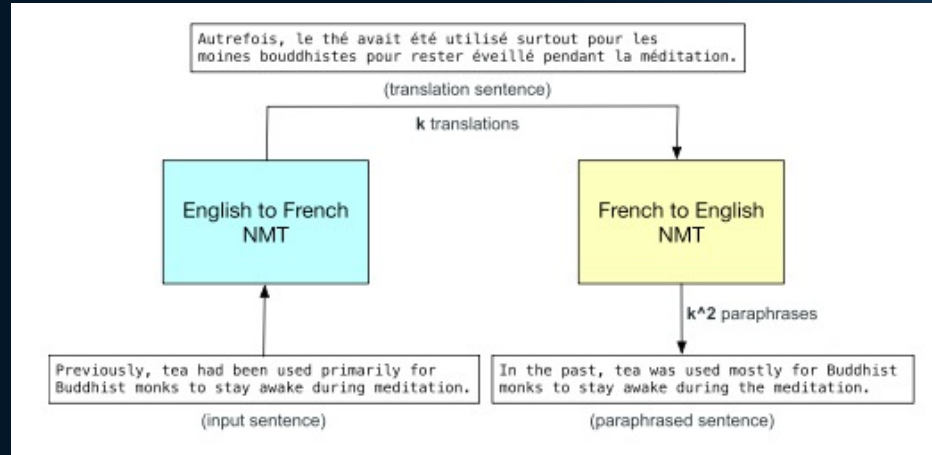 Autrefois, le thé avait été utilisé surtout pour les
moines bouddhistes pour rester éveillé pendant la méditation.
(translation sentence)
k translations
English to French
NMT
French to English
NMT
k^2 paraphrases
Previously, tea had been used primarily for
Buddhist monks to stay awake during meditation.
(input sentence)
In the past, tea was used mostly for Buddhist
monks to stay awake during the meditation.
(paraphrased sentence)